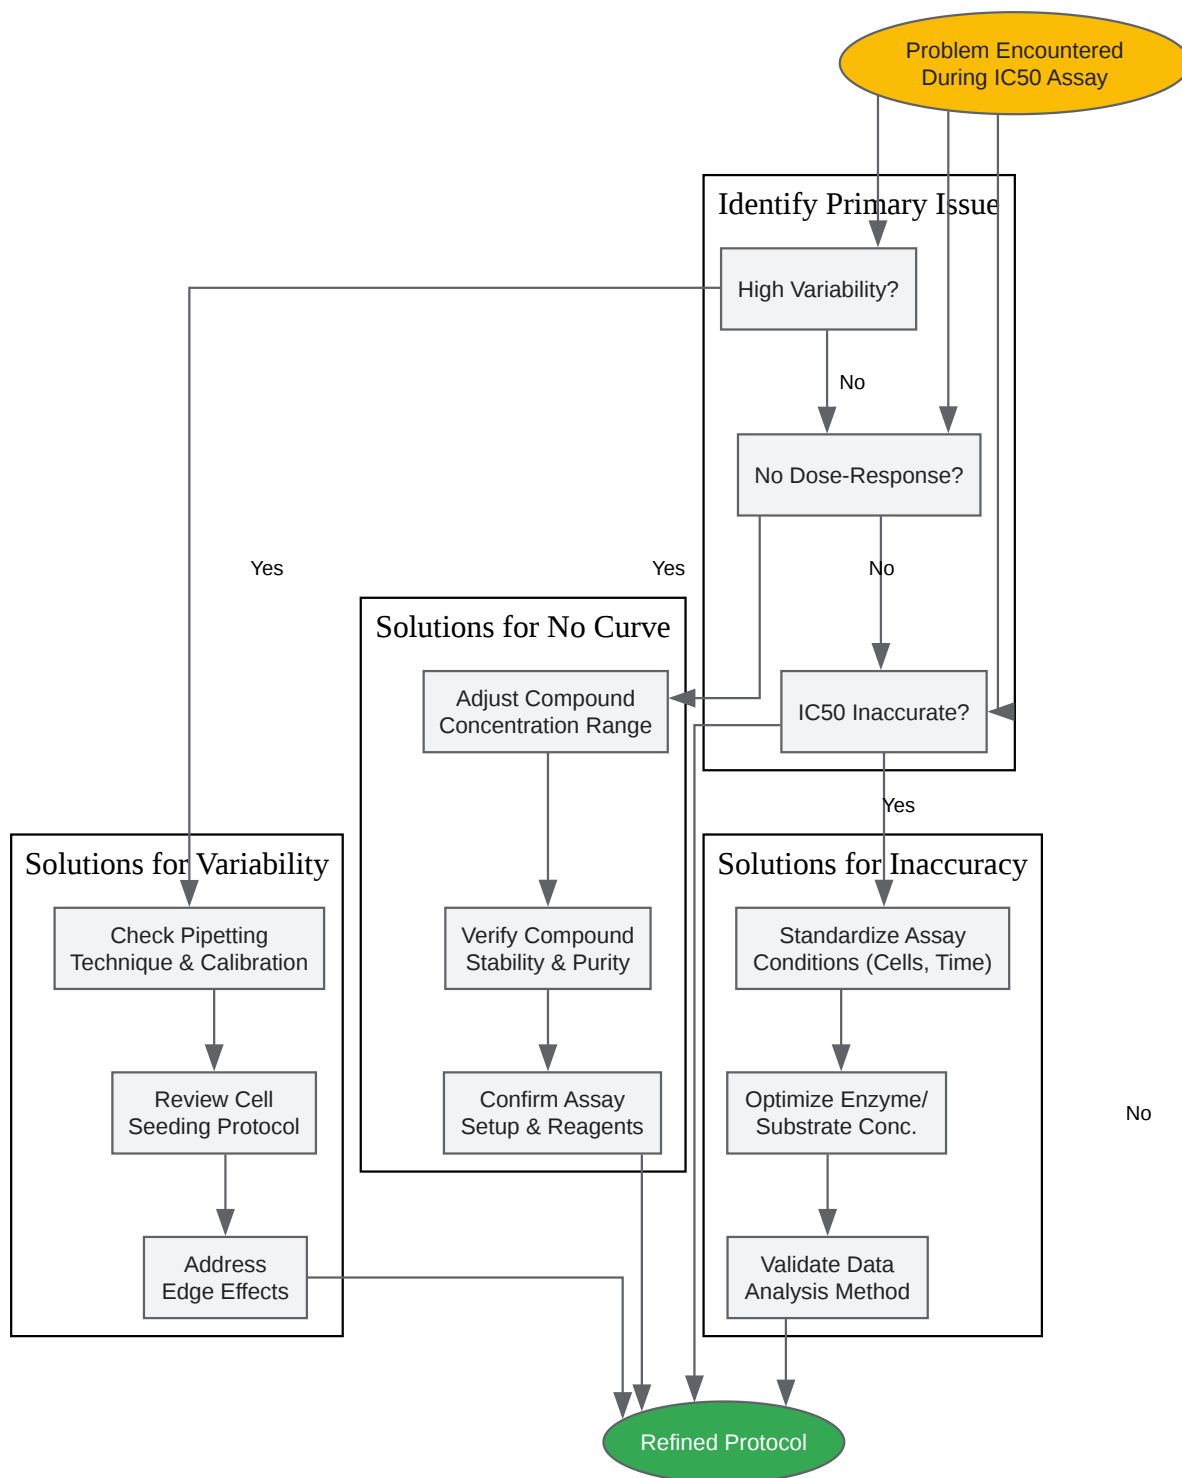 Problem Encountered
During IC50 Assay
Identify Primary Issue
High Variability?
No
No Dose-Response?
Yes
Yes
No
Solutions for No Curve
Adjust Compound
Concentration Range
IC50 Inaccurate?
Yes
Solutions for Variability
Solutions for Inaccuracy
Check Pipetting
Technique & Calibration
Verify Compound
Stability & Purity
Standardize Assay
Conditions (Cells, Time)
Review Cell
Seeding Protocol
Confirm Assay
Setup & Reagents
Optimize Enzyme/
Substrate Conc.
No
Address
Edge Effects
Validate Data
Analysis Method
Refined Protocol